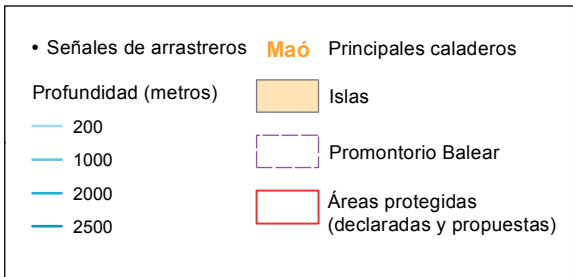 • Señales de arrastreros
Maó Principales caladeros
Profundidad (metros)
Islas
200
1000
Promontorio Balear
2000
2500
Áreas protegidas
(declaradas y propuestas)